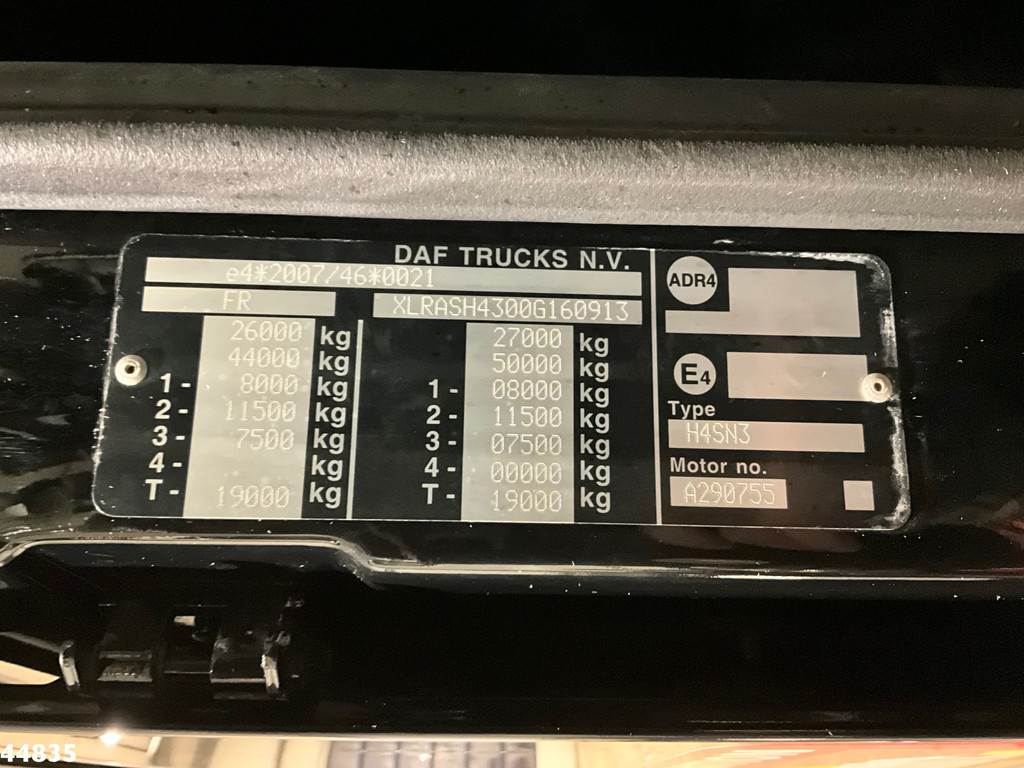 DAF TRUCKS N.V.
e4*2007/46*0021
FR XLRASH4300G160913
26000 kg
44000 kg
1- 8000 kg
2- 11500 kg
3- 7500 kg
4- kg
T- 19000 kg
27000 kg
50000 kg
1- 08000 kg
2- 11500 kg
3- 07500 kg
4- 00000 kg
T- 19000 kg
ADR4
E4
Type
H4SN3
Motor no.
A290755
44835